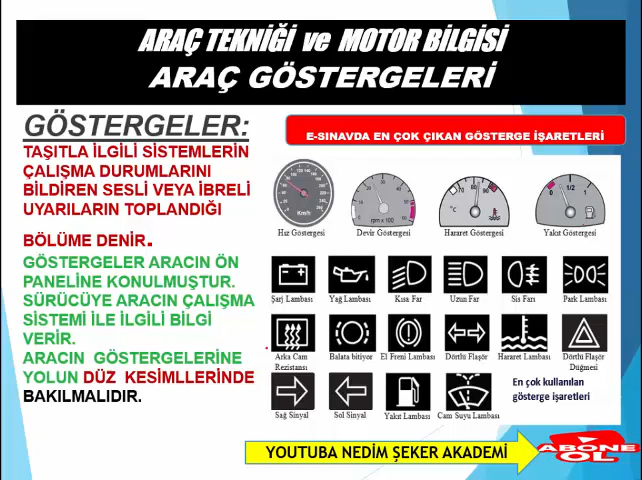 ARAÇ TEKNİĞİ ve MOTOR BİLGİSİ
ARAÇ GÖSTERGELERİ
GÖSTERGELER:
TAŞITLA İLGİLİ SİSTEMLERİN
ÇALIŞMA DURUMLARINI
BİLDİREN SESLİ VEYA İBRELİ
UYARILARIN TOPLANDIĞI
BÖLÜME DENİR.
GÖSTERGELER ARACIN ÖN
PANELİNE KONULMUŞTUR.
SÜRÜCÜYE ARACIN ÇALIŞMA
SİSTEMİ İLE İLGİLİ BİLGİ
VERİR.
ARACIN GÖSTERGELERİNE
YOLUN DÜZ KESİMLLERİNDE
BAKILMALIDIR.
E-SINAVDA EN ÇOK ÇIKAN GÖSTERGE İŞARETLERİ
Km/h
rpm x 100
°C
0 1/2 1
Hız Göstergesi Devir Göstergesi Hararet Göstergesi Yakıt Göstergesi
Şarj Lambası Yağ Lambası Kısa Far Uzun Far Sis Farı Park Lambası
Arka Cam Rezistansı Balata bitiyor El Freni Lambası Dörtlü Flaşör Hararet Lambası Dörtlü Flaşör Düğmesi
Sağ Sinyal Sol Sinyal Yakıt Lambası Cam Suyu Lambası
En çok kullanılan
gösterge işaretleri
YOUTUBA NEDİM ŞEKER AKADEMİ
ABONE
OL